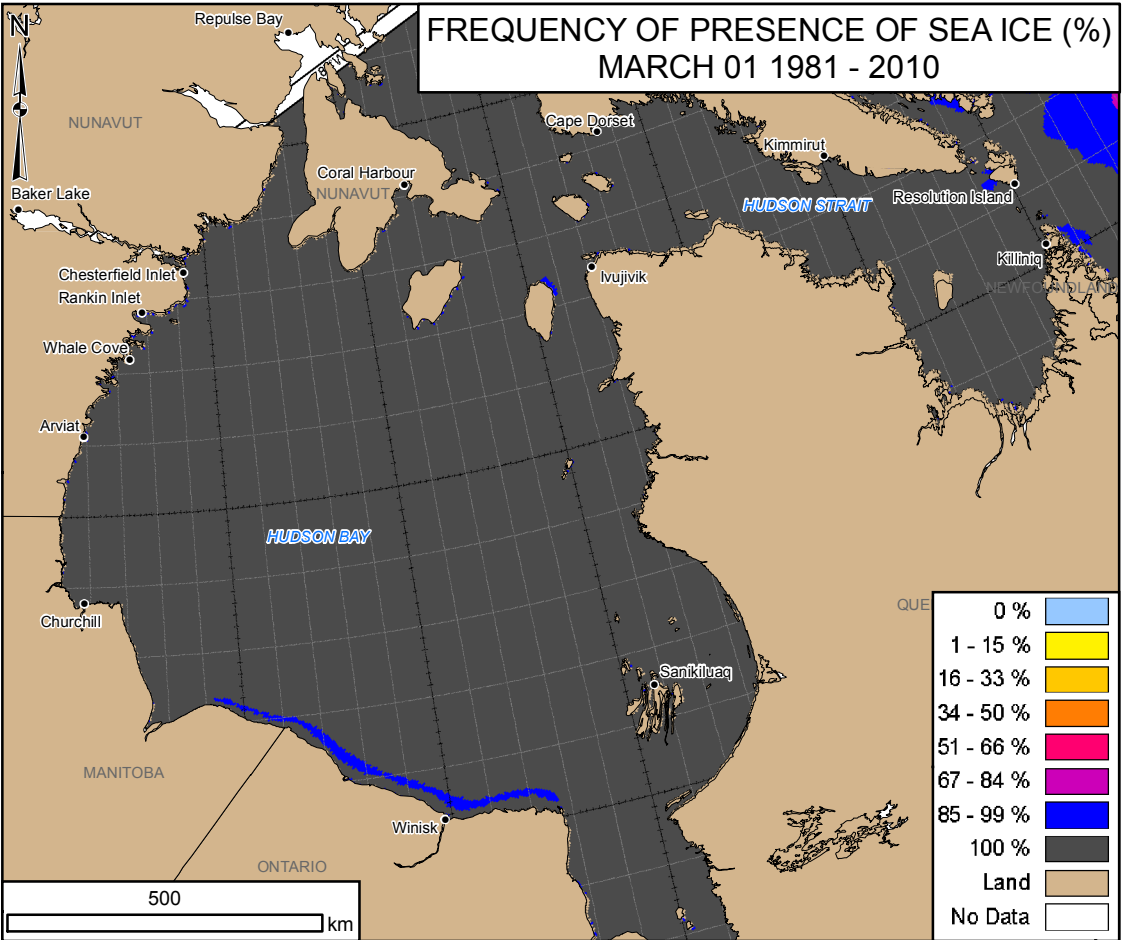 FREQUENCY OF PRESENCE OF SEA ICE (%)
MARCH 01 1981 - 2010
N
Repulse Bay
NUNAVUT
Cape Dorset
Kimmirut
Coral Harbour
NUNAVUT
Baker Lake
Resolution Island
HUDSON STRAIT
Killiniq
Chesterfield Inlet
Ivujivik
NEWFOUNDLAND
Rankin Inlet
Whale Cove
Arviat
HUDSON BAY
Churchill
QUE
Sanikiluaq
MANITOBA
Winisk
ONTARIO
500
km
0 %
1 - 15 %
16 - 33 %
34 - 50 %
51 - 66 %
67 - 84 %
85 - 99 %
100 %
Land
No Data